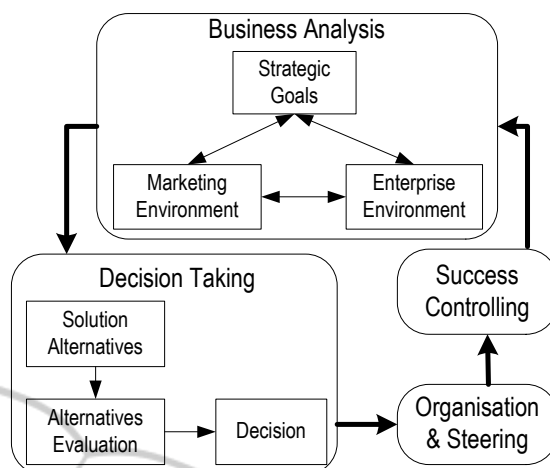 Business Analysis
Strategic
Goals
Marketing
Environment
Enterprise
Environment
Decision Taking
Solution
Alternatives
Alternatives
Evaluation
Decision
Success
Controlling
Organisation
& Steering